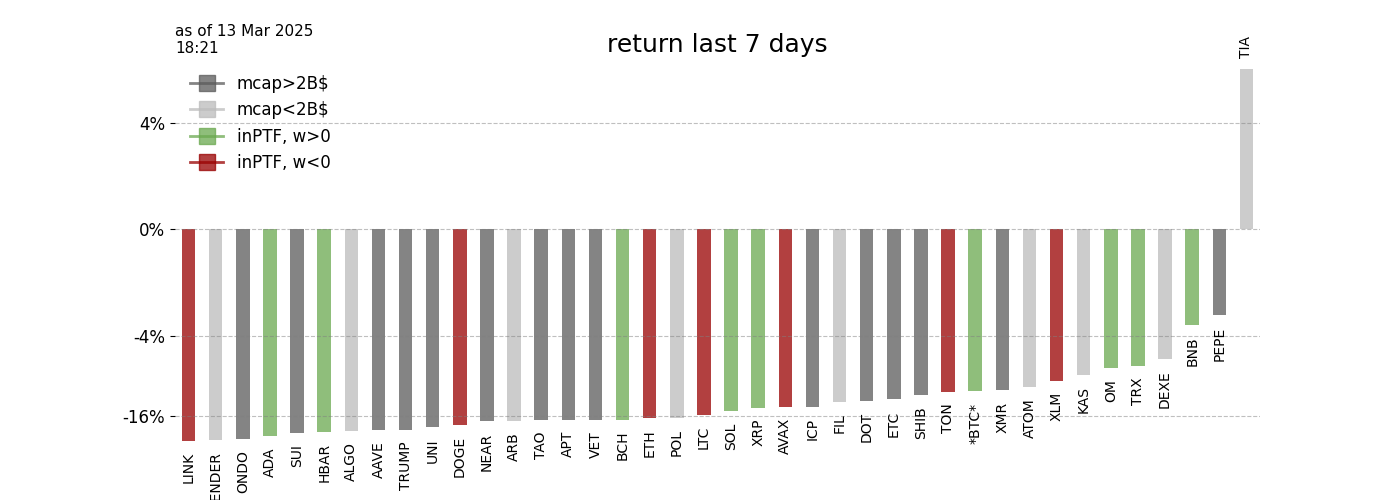 as of 13 Mar 2025
18:21
return last 7 days
mcap>2B$
mcap<2B$
inPTF, w>0
inPTF, w<0
4%
0%
-4%
-16%
LINK
ENDER
ONDO
ADA
SUI
HBAR
ALGO
AAVE
TRUMP
UNI
DOGE
NEAR
ARB
TAO
APT
VET
BCH
ETH
POL
LTC
SOL
XRP
AVAX
ICP
FIL
DOT
ETC
SHIB
TON
*BTC*
XMR
ATOM
XLM
KAS
OM
TRX
DEXE
BNB
PEPE
TIA